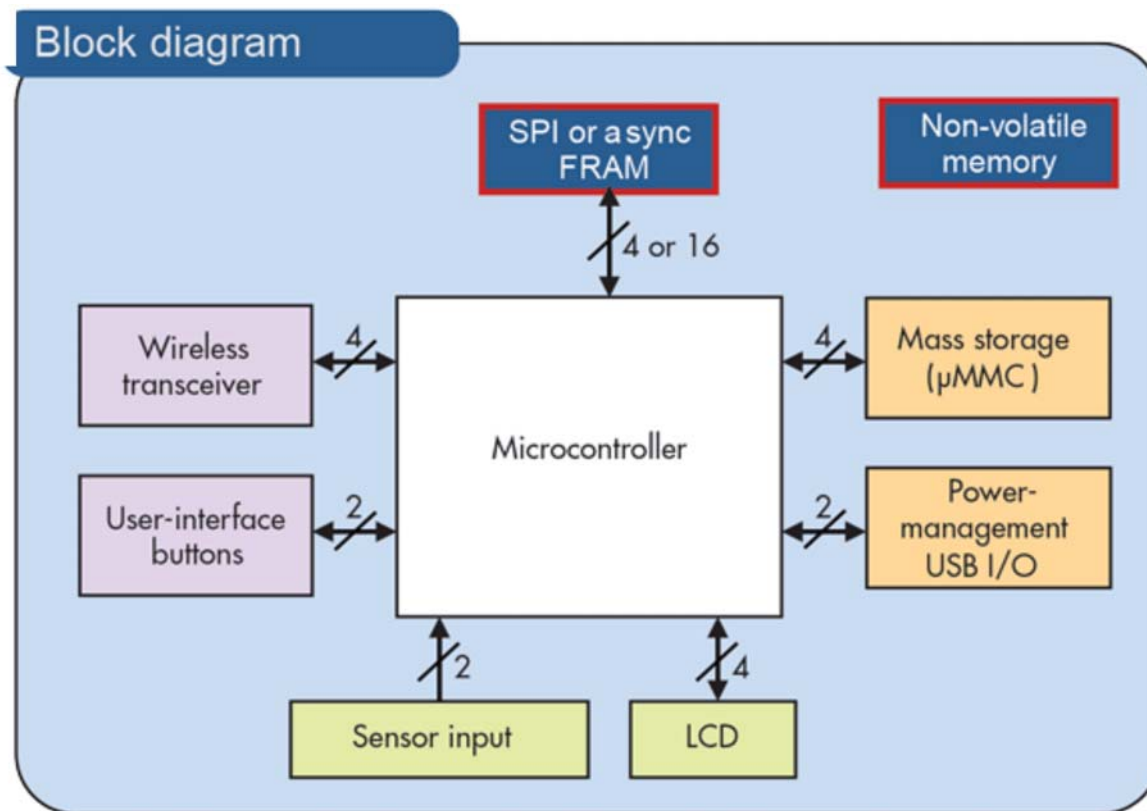 Block diagram
SPI or async
FRAM
Non-volatile
memory
4 or 16
Wireless
transceiver
4
Microcontroller
4
Mass storage
(µMMC)
User-interface
buttons
2
2
Power-
management
USB I/O
2
4
Sensor input
LCD